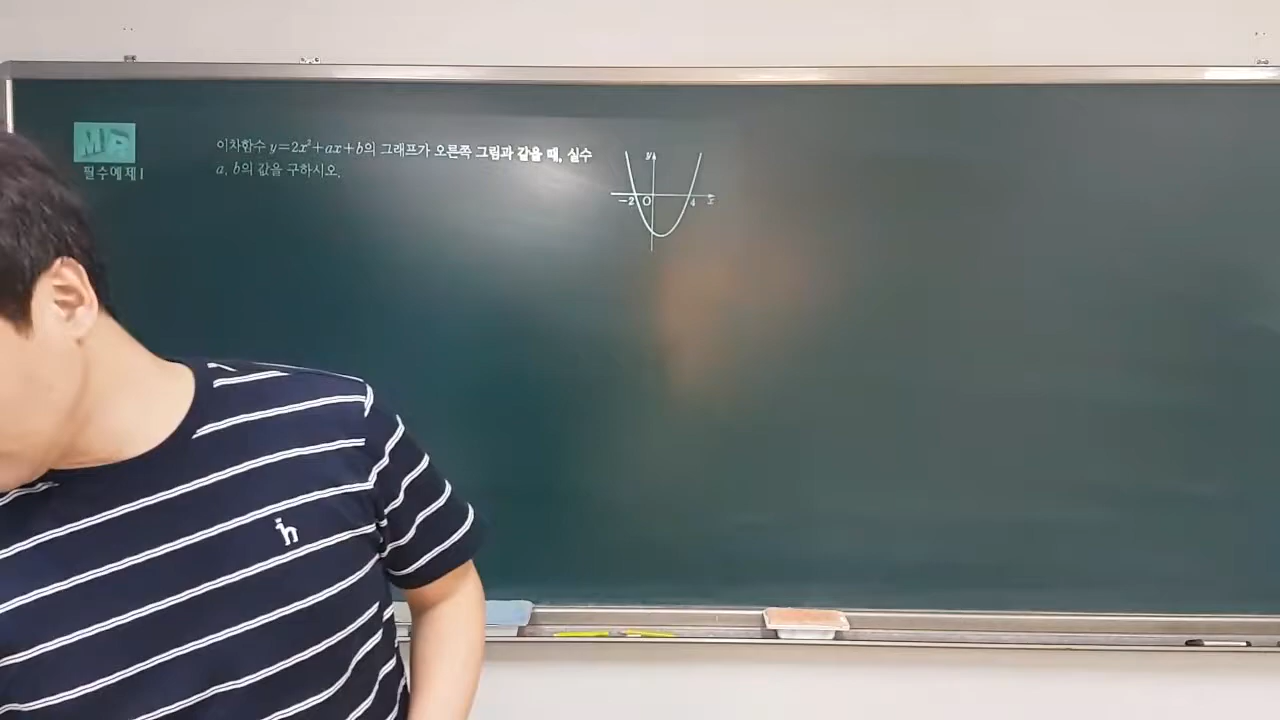 MP
필수예제1
이차함수 y=2x²+ax+b의 그래프가 오른쪽 그림과 같을 때, 실수
a, b의 값을 구하시오.
y
-2 O 4 x
h